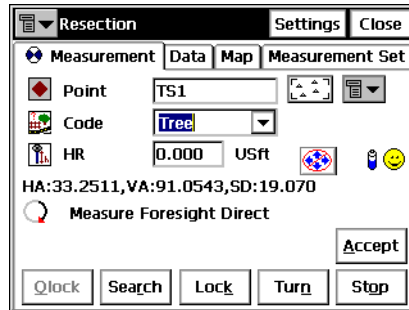 Resection Settings Close
Measurement Data Map Measurement Set
Point TS1
Code Tree
HR 0.000 USft
HA:33.2511,VA:91.0543,SD:19.070
Measure Foresight Direct
Accept
Qlock Search Lock Turn Stop